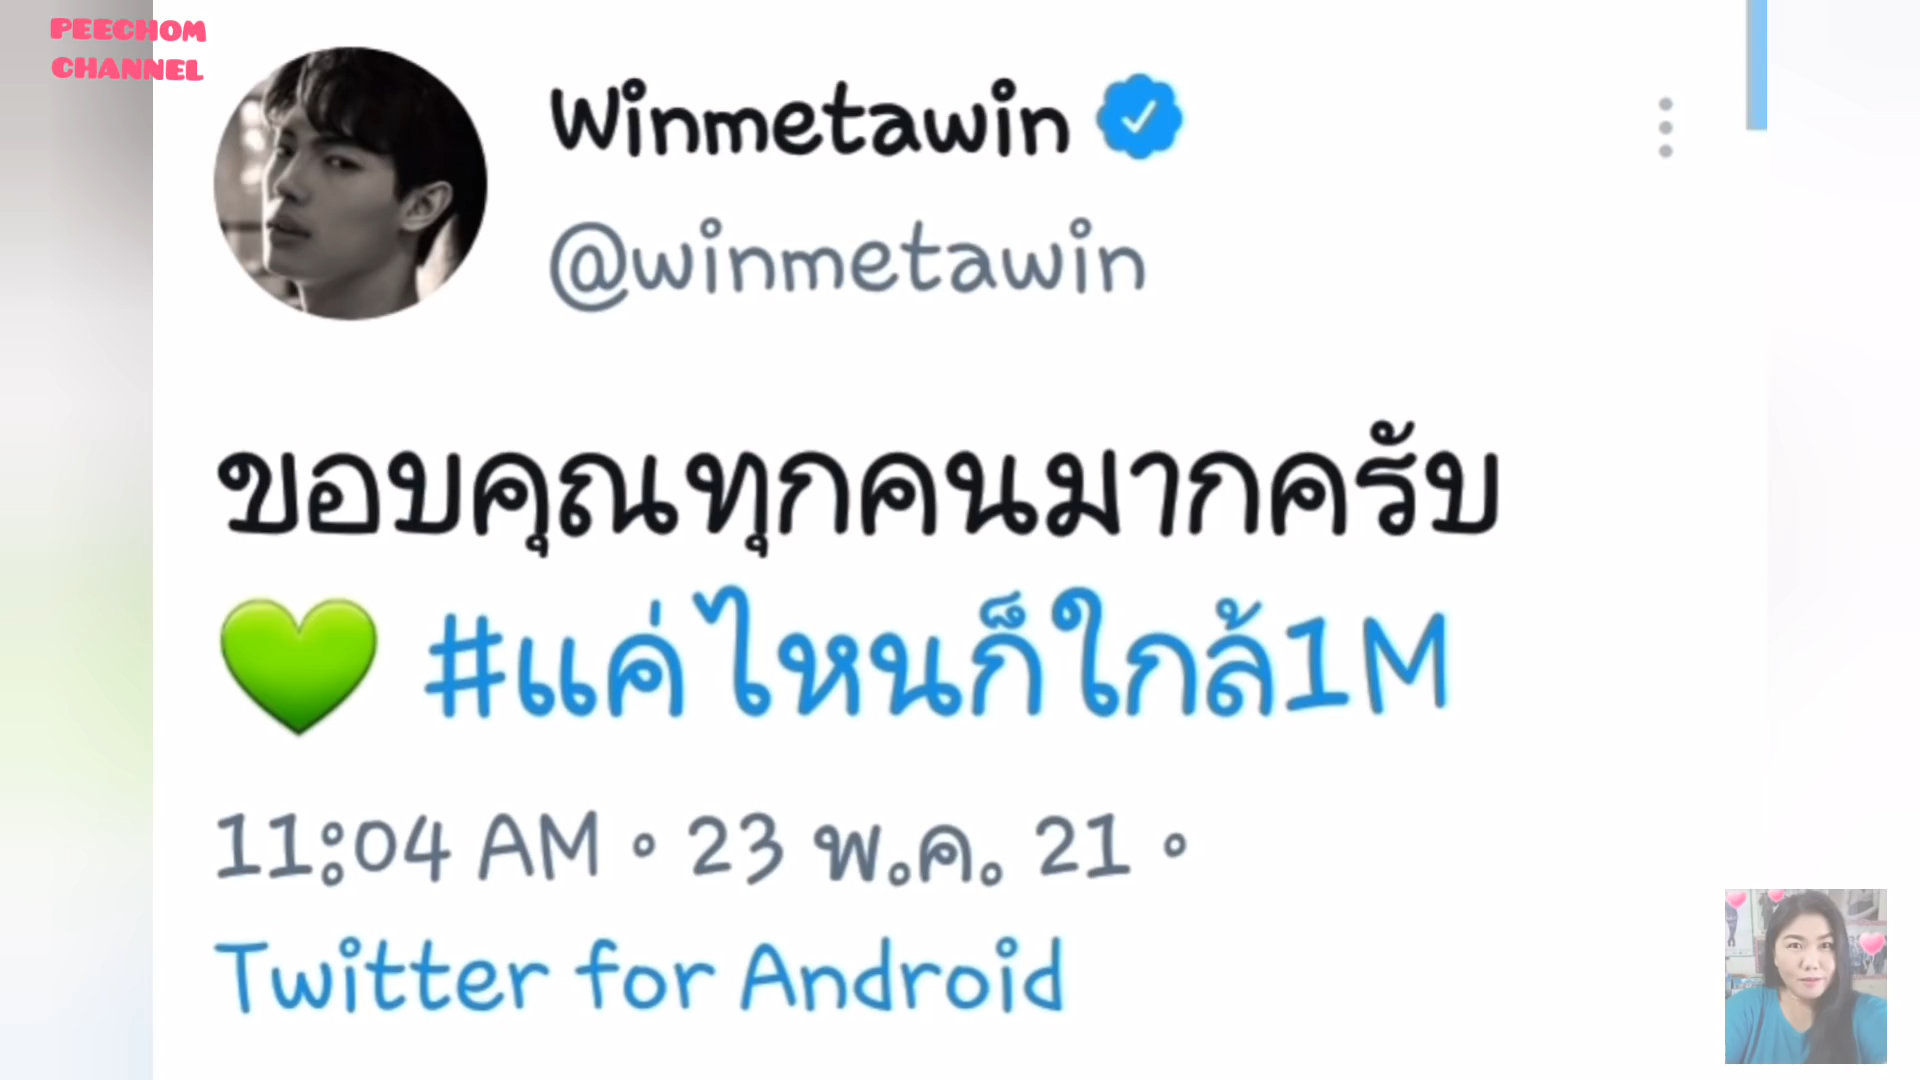 PEECHOM
CHANNEL
Winmetawin
@winmetawin
ขอบคุณทุกคนมากครับ
💚 #แค่ไหนก็ใกล้1M
11:04 AM • 23 พ.ค. 21 •
Twitter for Android